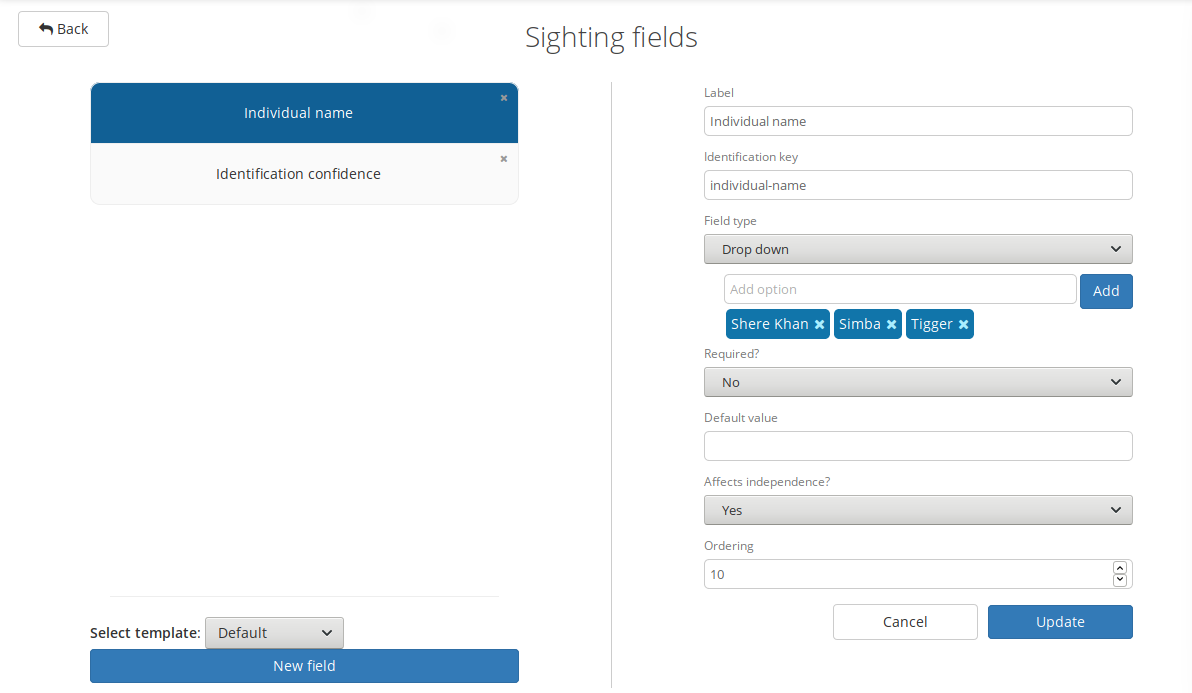 Back
Sighting fields
Individual name
Identification confidence
Select template: Default
New field
Label
Individual name
Identification key
individual-name
Field type
Drop down
Add option Add
Shere Khan Simba Tigger
Required?
No
Default value
Affects independence?
Yes
Ordering
10
Cancel Update